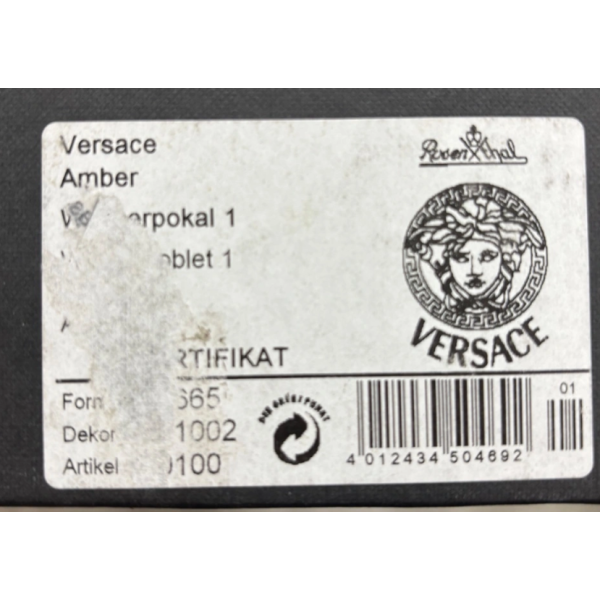 Versace
Amber
erpokal 1
oblet 1
RTIFIKAT
Form 665
Dekor 1002
Artikel 0100
Rosenthal
VERSACE
DER GRÜNE PUNKT
01
4 012434 504692